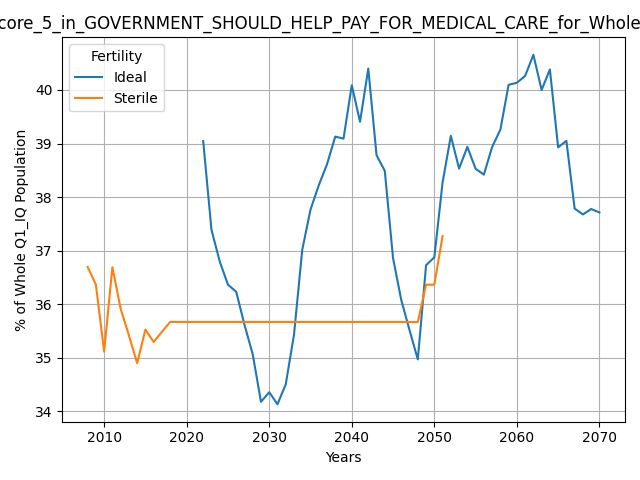 core_5_in_GOVERNMENT_SHOULD_HELP_PAY_FOR_MEDICAL_CARE_for_Whole
Fertility
Ideal
Sterile
% of Whole Q1_IQ Population
40
39
38
37
36
35
34
2010
2020
2030
2040
2050
2060
2070
Years